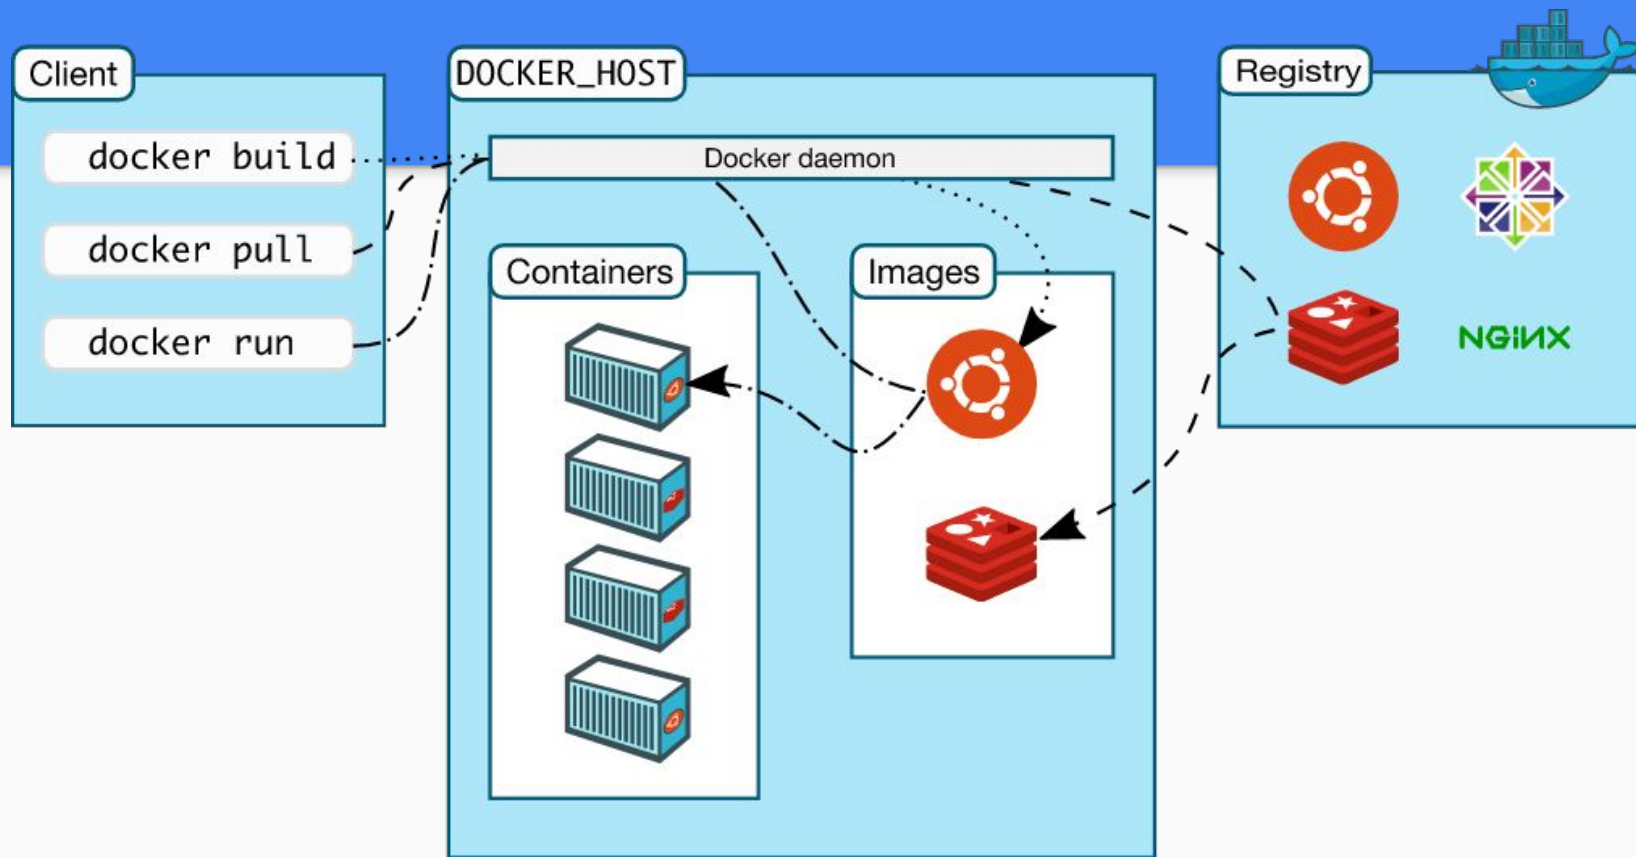 Client
docker build
docker pull
docker run
DOCKER_HOST
Docker daemon
Containers
Images
Registry
NGiNX